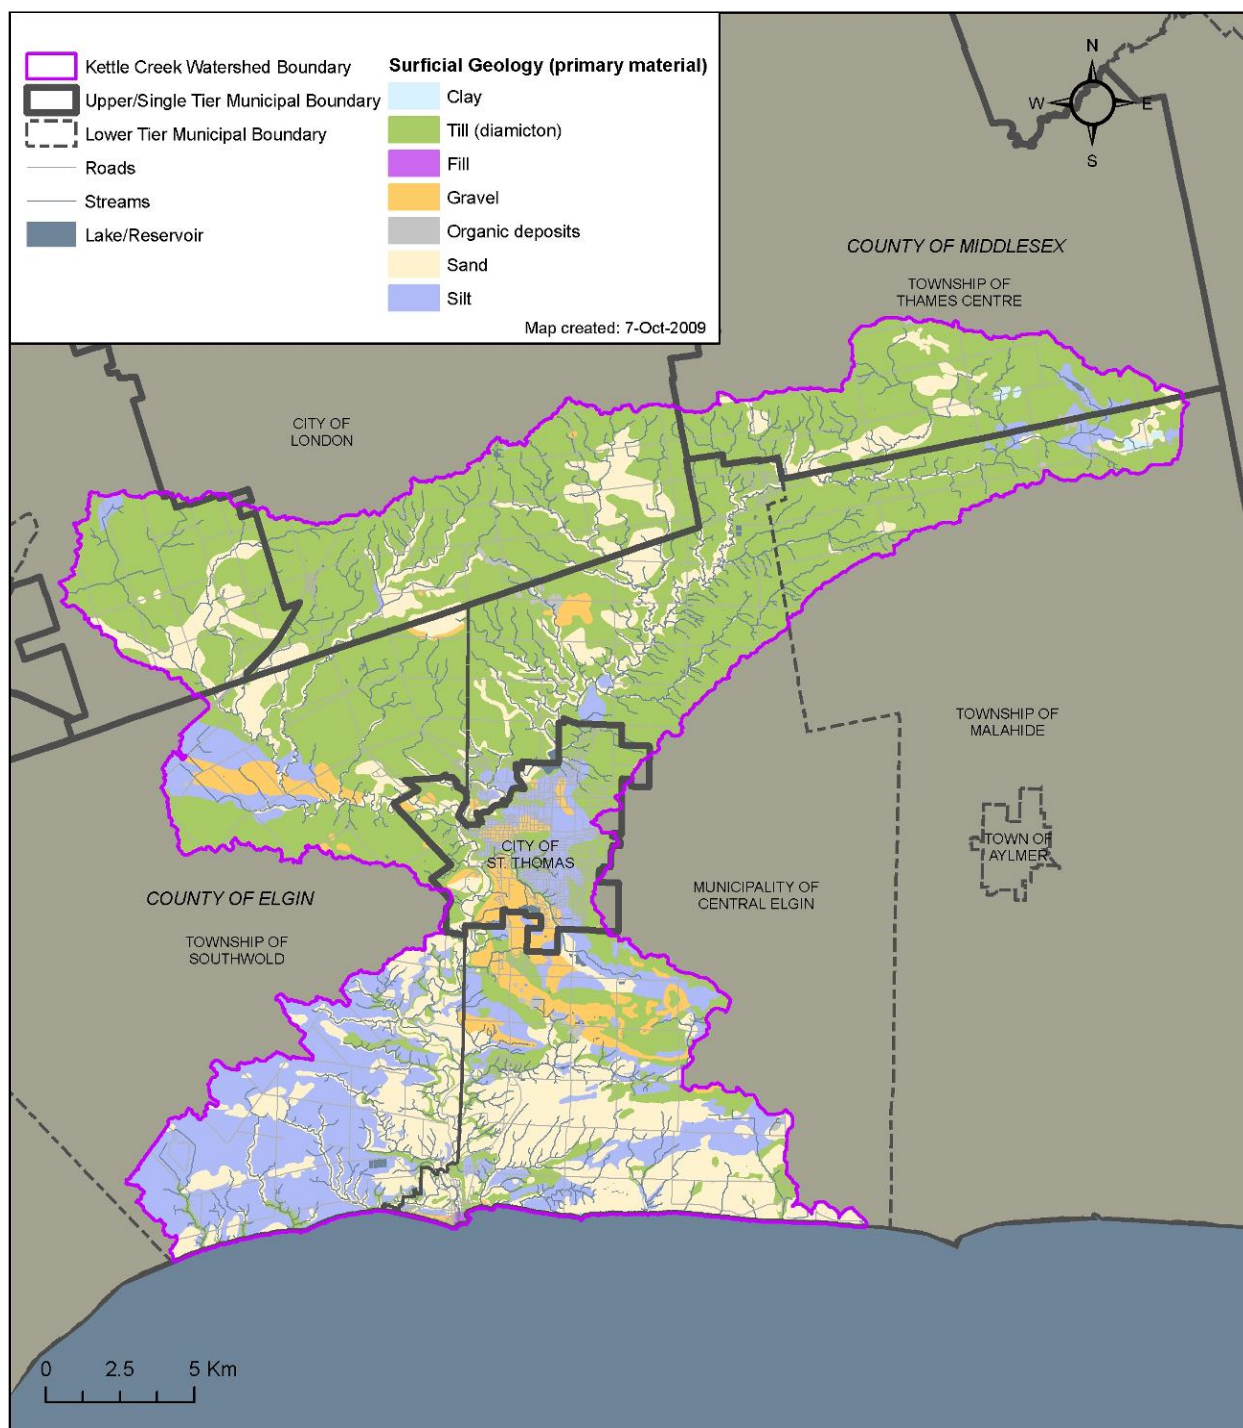 Kettle Creek Watershed Boundary
Upper/Single Tier Municipal Boundary
Lower Tier Municipal Boundary
Roads
Streams
Lake/Reservoir
Surficial Geology (primary material)
Clay
Till (diamicton)
Fill
Gravel
Organic deposits
Sand
Silt
Map created: 7-Oct-2009
N
W
E
S
COUNTY OF MIDDLESEX
TOWNSHIP OF
THAMES CENTRE
CITY OF
LONDON
TOWNSHIP OF
MALAHIDE
TOWN OF
AYLMER
CITY OF
ST. THOMAS
MUNICIPALITY OF
CENTRAL ELGIN
COUNTY OF ELGIN
TOWNSHIP OF
SOUTHWOLD
0 2.5 5 Km